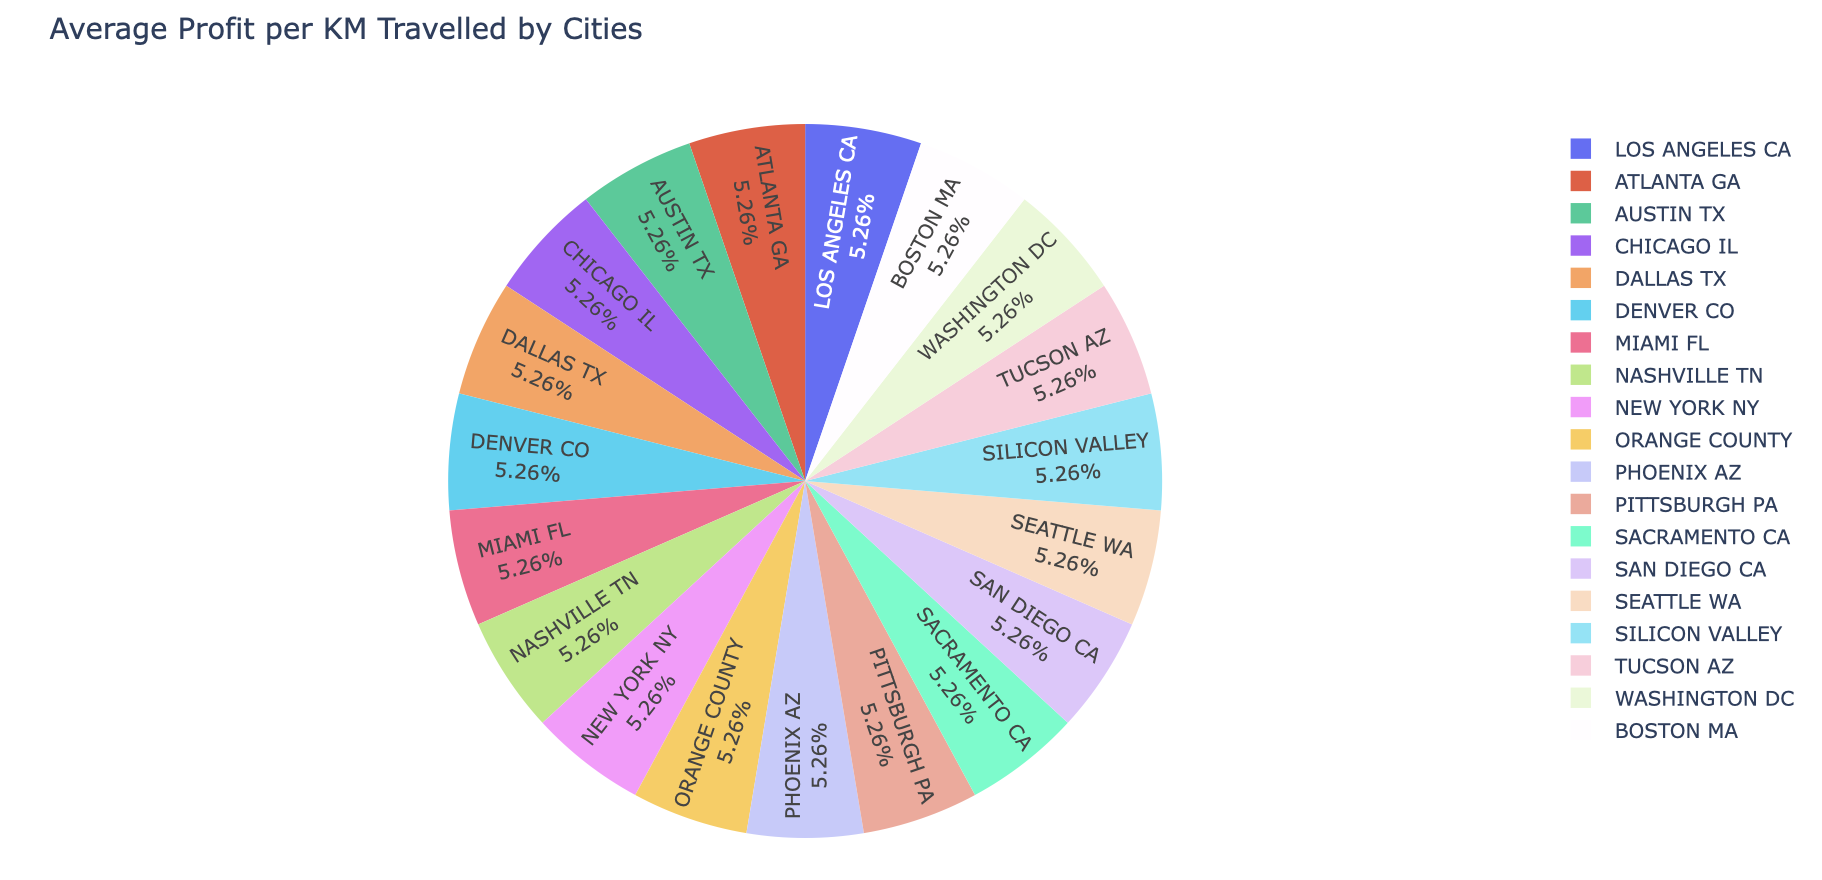 Average Profit per KM Travelled by Cities
LOS ANGELES CA
5.26%
BOSTON MA
5.26%
WASHINGTON DC
5.26%
TUCSON AZ
5.26%
SILICON VALLEY
5.26%
SEATTLE WA
5.26%
SAN DIEGO CA
5.26%
SACRAMENTO CA
5.26%
PITTSBURGH PA
5.26%
PHOENIX AZ
5.26%
ORANGE COUNTY
5.26%
NEW YORK NY
5.26%
NASHVILLE TN
5.26%
MIAMI FL
5.26%
DENVER CO
5.26%
DALLAS TX
5.26%
CHICAGO IL
5.26%
AUSTIN TX
5.26%
ATLANTA GA
5.26%
LOS ANGELES CA
ATLANTA GA
AUSTIN TX
CHICAGO IL
DALLAS TX
DENVER CO
MIAMI FL
NASHVILLE TN
NEW YORK NY
ORANGE COUNTY
PHOENIX AZ
PITTSBURGH PA
SACRAMENTO CA
SAN DIEGO CA
SEATTLE WA
SILICON VALLEY
TUCSON AZ
WASHINGTON DC
BOSTON MA